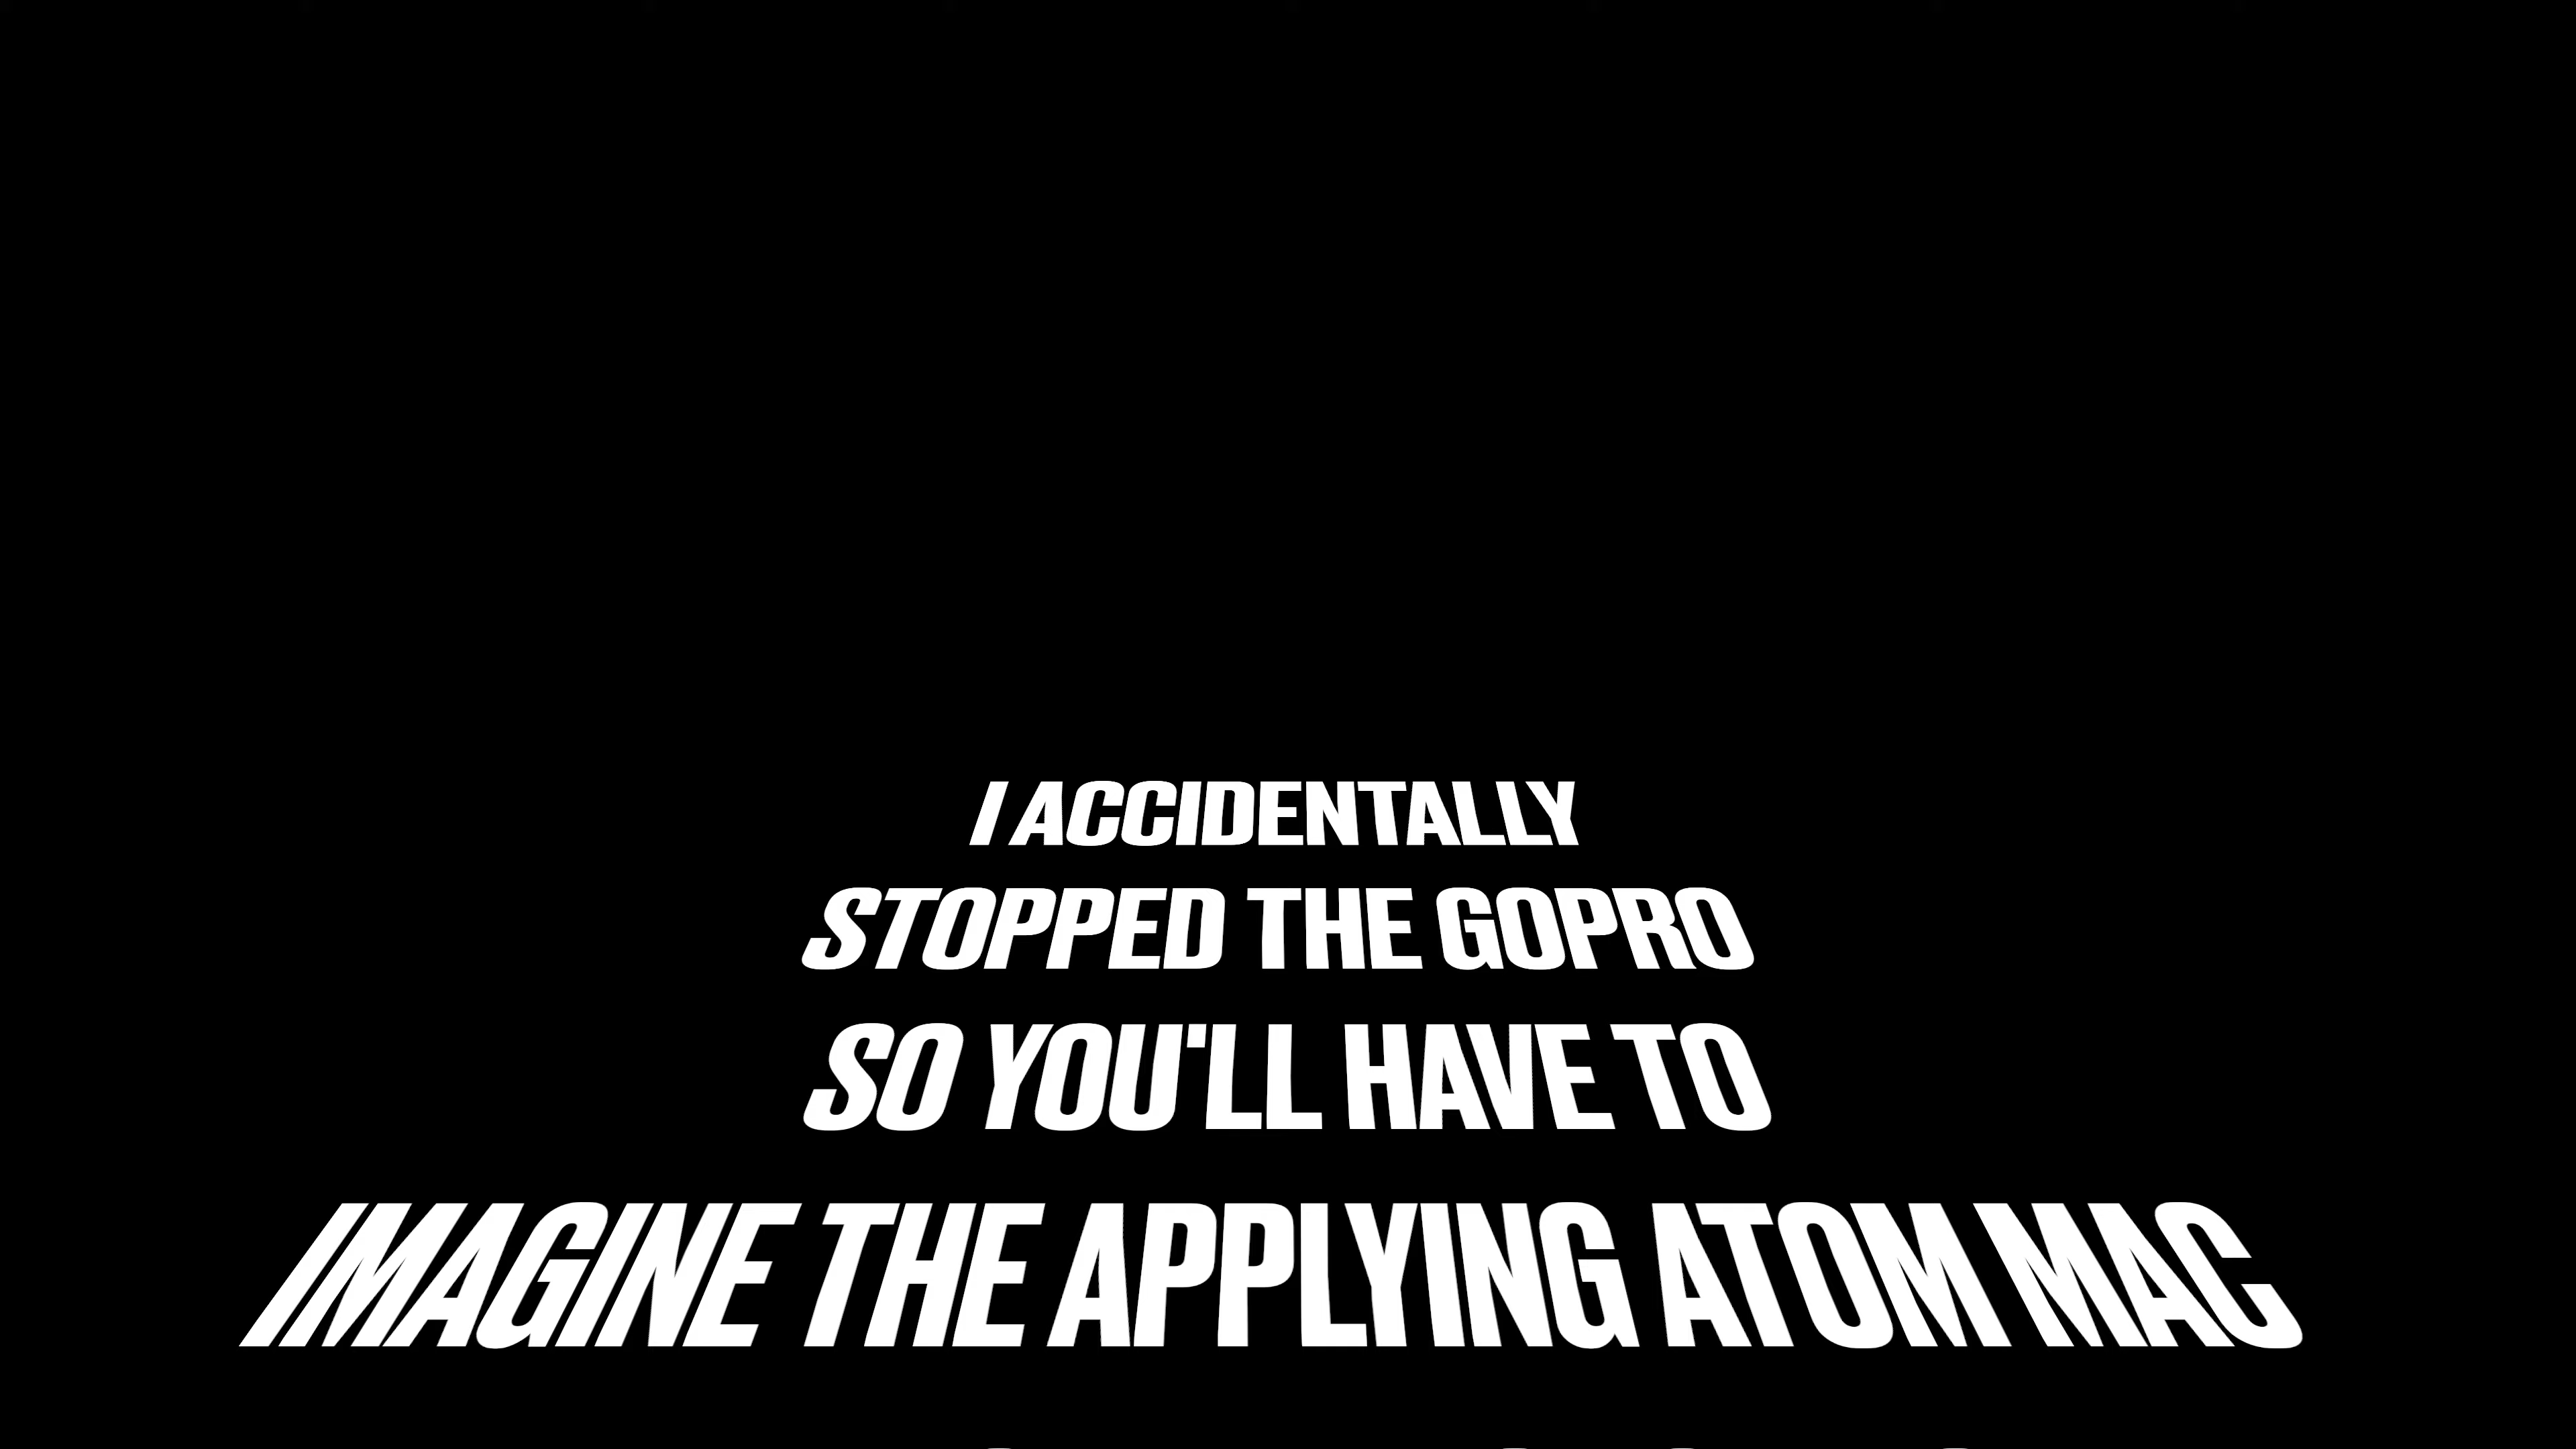 I ACCIDENTALLY
STOPPED THE GOPRO
SO YOU'LL HAVE TO
IMAGINE THE APPLYING ATOM MAC